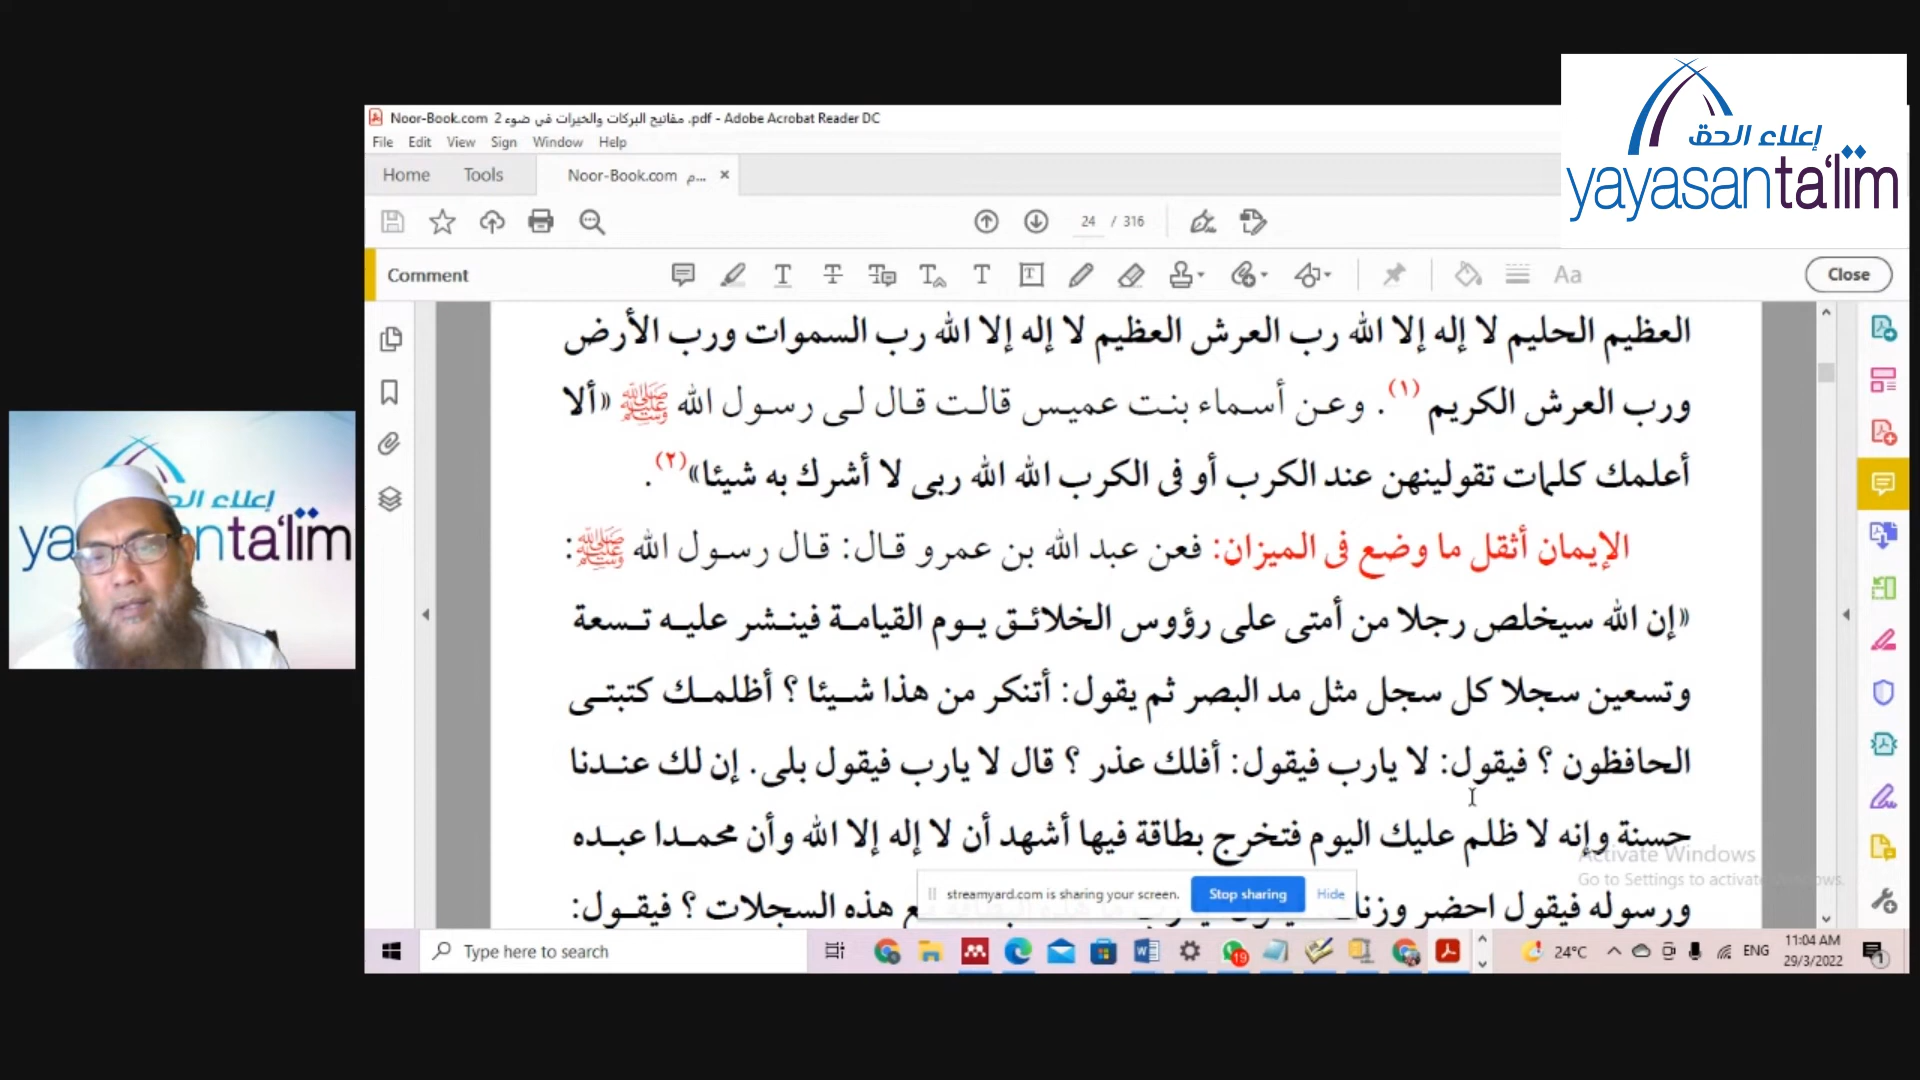 Noor-Book.com مفاتيح البركات والخيرات في ضوء 2 .pdf - Adobe Acrobat Reader DC
File Edit View Sign Window Help
Home Tools Noor-Book.com م...
24 / 316
Comment
Close
Aa
إعلاء الحق
yayasanta'lim
العظيم الحليم لا إله إلا الله رب العرش العظيم لا إله إلا الله رب السموات ورب الأرض
ورب العرش الكريم (١). وعن أسماء بنت عميس قالت قال لى رسول الله ﷺ «ألا
أعلمك كلمات تقولينهن عند الكرب أو فى الكرب الله الله ربى لا أشرك به شيئا» (٢).
الإيمان أثقل ما وضع فى الميزان: فعن عبد الله بن عمرو قال: قال رسول الله ﷺ:
«إن الله سيخلص رجلا من أمتى على رؤوس الخلائق يوم القيامة فينشر عليه تسعة
وتسعين سجلا كل سجل مثل مد البصر ثم يقول: أتنكر من هذا شيئا ؟ أظلمك كتبتى
الحافظون ؟ فيقول: لا يارب فيقول: أفلك عذر ؟ قال لا يارب فيقول بلى. إن لك عندنا
حسنة وإنه لا ظلم عليك اليوم فتخرج بطاقة فيها أشهد أن لا إله إلا الله وأن محمدا عبده
ورسوله فيقول احضر هذه السجلات ؟ فيقول:
Activate Windows
Go to Settings to activate
streamyard.com is sharing your screen. Stop sharing Hide
Type here to search
19
24°C ENG
11:04 AM
29/3/2022
1